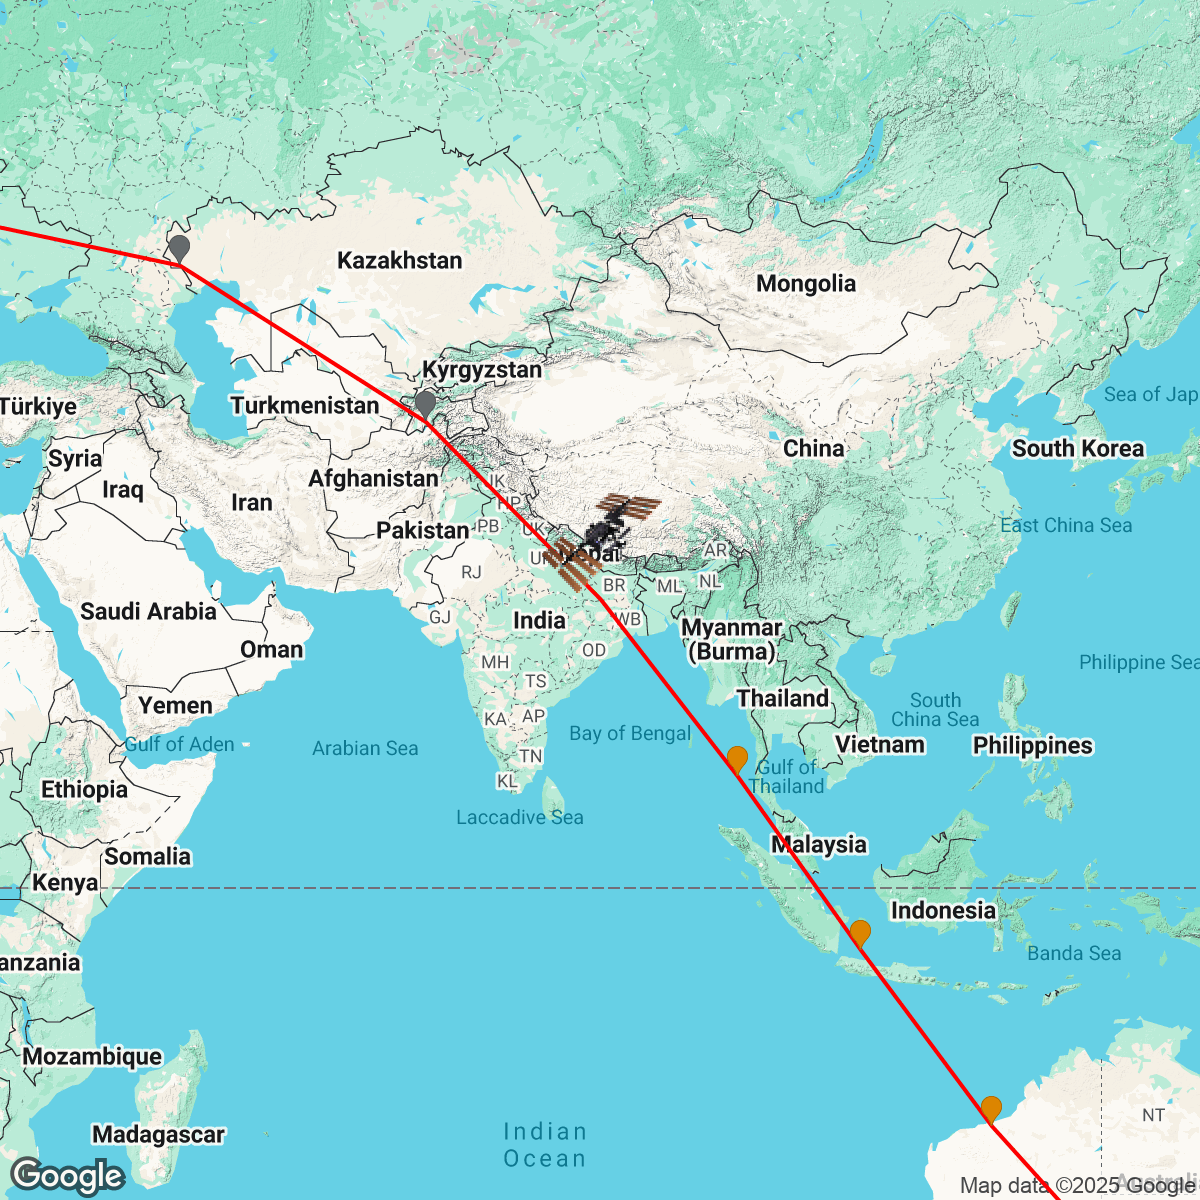 Kazakhstan
Mongolia
Kyrgyzstan
Sea of Jap
Türkiye
Turkmenistan
China
South Korea
Syria
Afghanistan
Iraq
Iran
JK
HP
Pakistan
PB
UK
East China Sea
AR
RJ
BR
ML
NL
Saudi Arabia
GJ
India
WB
Myanmar
(Burma)
Oman
OD
MH
Philippine Sea
TS
Thailand
South
China Sea
Yemen
KA
AP
Gulf of Aden
Arabian Sea
Bay of Bengal
Vietnam
Philippines
TN
KL
Gulf of
Thailand
Ethiopia
Laccadive Sea
Malaysia
Somalia
Kenya
Indonesia
anzania
Banda Sea
Mozambique
NT
Madagascar
Indian
Ocean
Google
Map data ©2025 Google